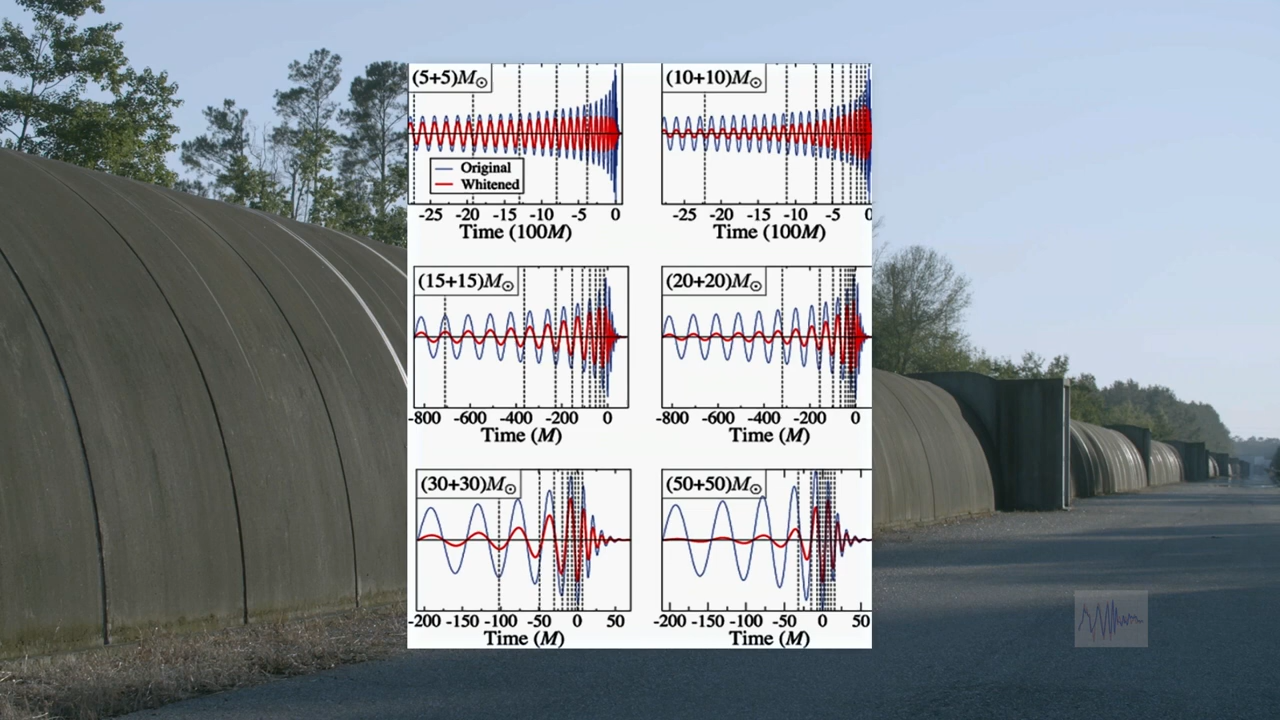 (5+5)M☉
Original
Whitened
-25 -20 -15 -10 -5 0
Time (100M)
(10+10)M☉
-25 -20 -15 -10 -5 0
Time (100M)
(15+15)M☉
-800 -600 -400 -200 0
Time (M)
(20+20)M☉
-800 -600 -400 -200 0
Time (M)
(30+30)M☉
-200 -150 -100 -50 0 50
Time (M)
(50+50)M☉
-200 -150 -100 -50 0 50
Time (M)